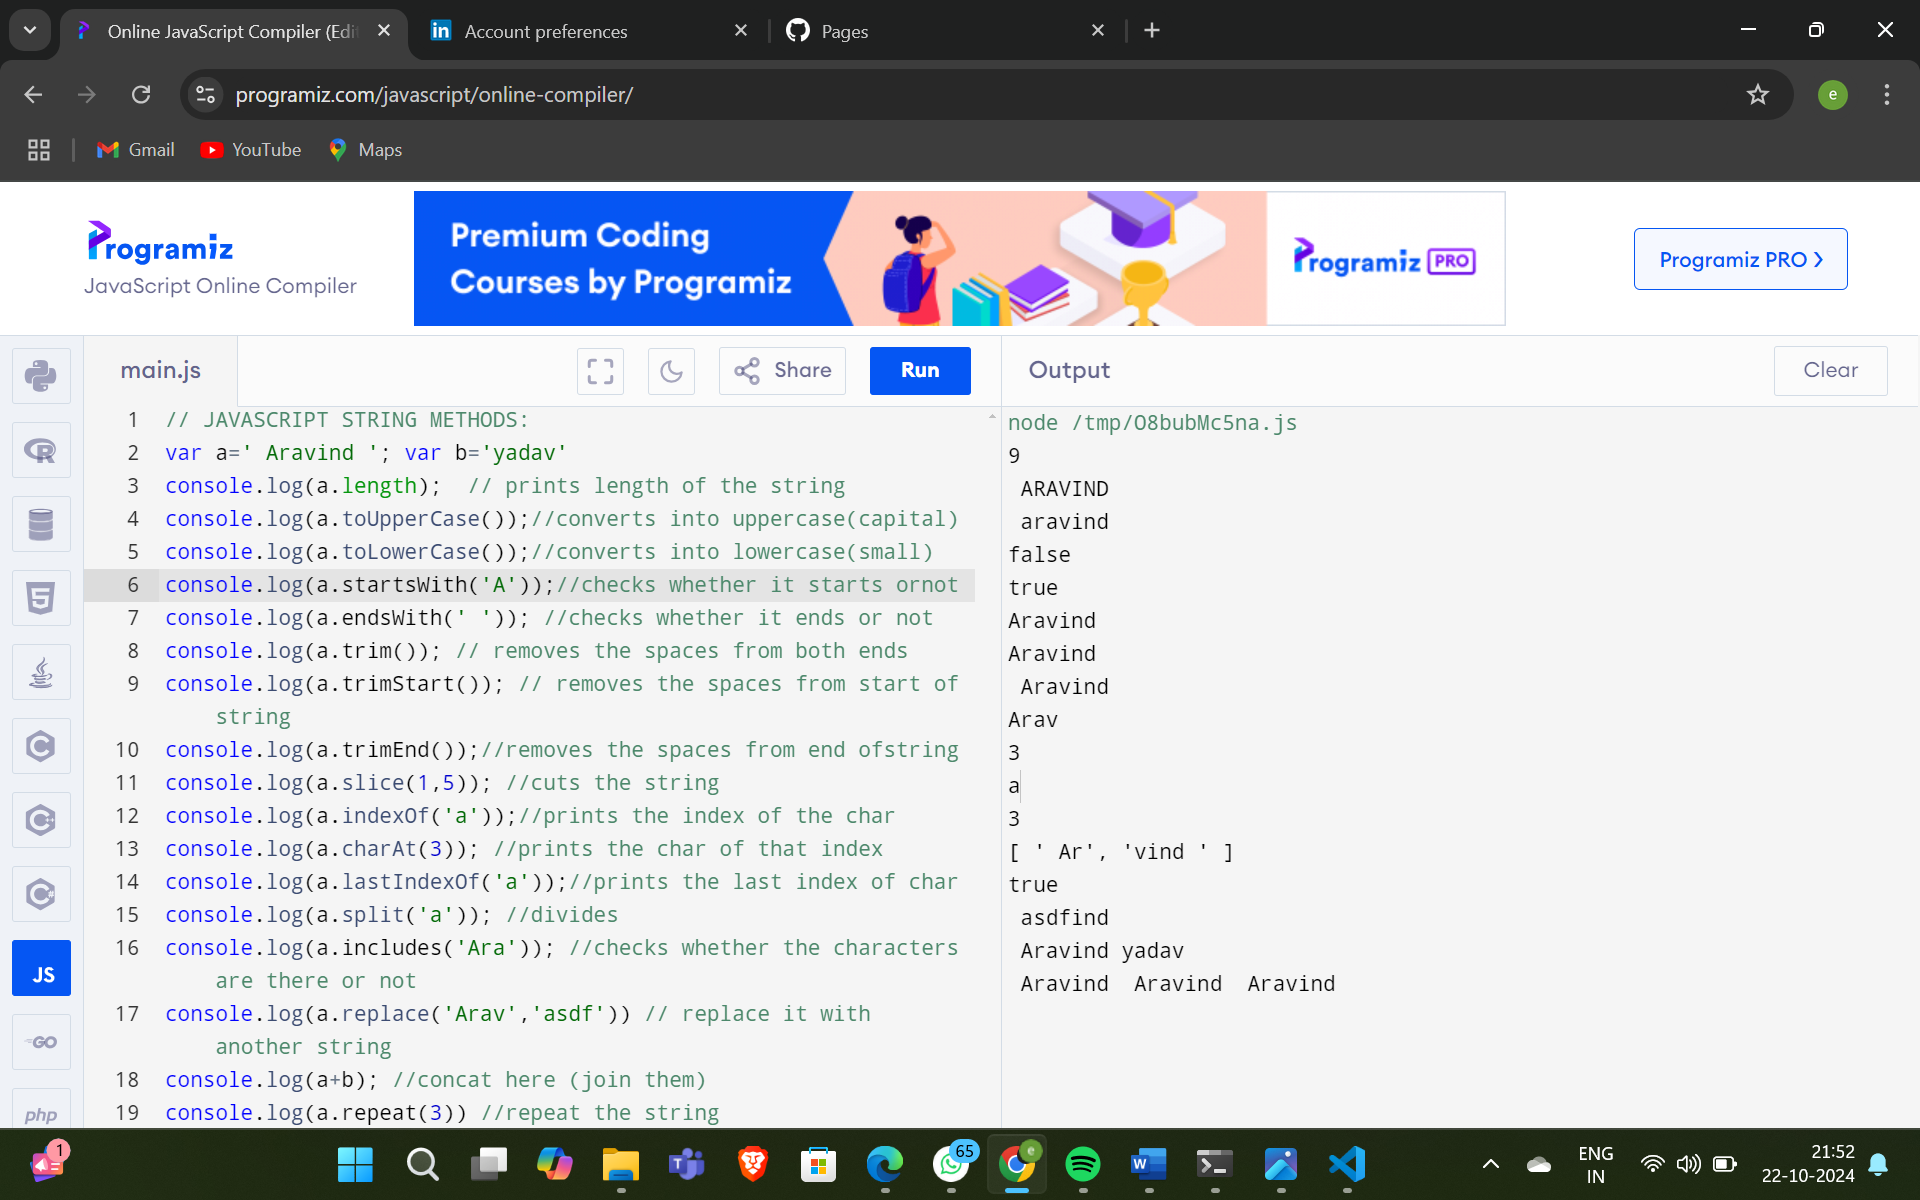 Online JavaScript Compiler (Edi
Account preferences
Pages
programiz.com/javascript/online-compiler/
e
Gmail
YouTube
Maps
Programiz
JavaScript Online Compiler
Premium Coding
Courses by Programiz
Programiz PRO
Programiz PRO ›
main.js
Share
Run
Output
Clear
1 // JAVASCRIPT STRING METHODS:
2 var a=' Aravind '; var b='yadav'
3 console.log(a.length);  // prints length of the string
4 console.log(a.toUpperCase());//converts into uppercase(capital)
5 console.log(a.toLowerCase());//converts into lowercase(small)
6 console.log(a.startsWith('A'));//checks whether it starts ornot
7 console.log(a.endsWith(' ')); //checks whether it ends or not
8 console.log(a.trim()); // removes the spaces from both ends
9 console.log(a.trimStart()); // removes the spaces from start of
string
10 console.log(a.trimEnd());//removes the spaces from end ofstring
11 console.log(a.slice(1,5)); //cuts the string
12 console.log(a.indexOf('a'));//prints the index of the char
13 console.log(a.charAt(3)); //prints the char of that index
14 console.log(a.lastIndexOf('a'));//prints the last index of char
15 console.log(a.split('a')); //divides
16 console.log(a.includes('Ara')); //checks whether the characters
are there or not
17 console.log(a.replace('Arav','asdf')) // replace it with
another string
18 console.log(a+b); //concat here (join them)
19 console.log(a.repeat(3)) //repeat the string
node /tmp/O8bubMc5na.js
9
ARAVIND
aravind
false
true
Aravind
Aravind
Aravind
Arav
3
a
3
[ ' Ar', 'vind ' ]
true
asdfind
Aravind yadav
Aravind  Aravind  Aravind
JS
GO
php
1
65
e
ENG
IN
21:52
22-10-2024